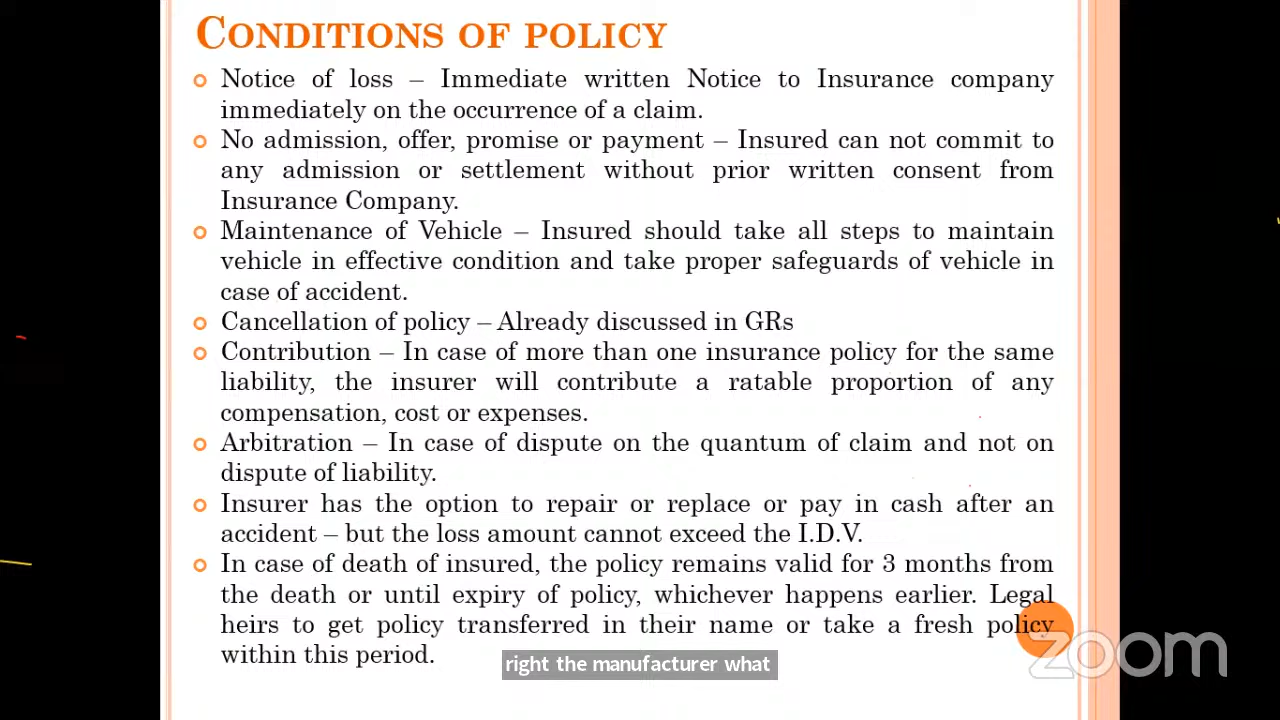 CONDITIONS OF POLICY
Notice of loss – Immediate written Notice to Insurance company
immediately on the occurrence of a claim.
No admission, offer, promise or payment – Insured can not commit to
any admission or settlement without prior written consent from
Insurance Company.
Maintenance of Vehicle – Insured should take all steps to maintain
vehicle in effective condition and take proper safeguards of vehicle in
case of accident.
Cancellation of policy – Already discussed in GRs
Contribution – In case of more than one insurance policy for the same
liability, the insurer will contribute a ratable proportion of any
compensation, cost or expenses.
Arbitration – In case of dispute on the quantum of claim and not on
dispute of liability.
Insurer has the option to repair or replace or pay in cash after an
accident – but the loss amount cannot exceed the I.D.V.
In case of death of insured, the policy remains valid for 3 months from
the death or until expiry of policy, whichever happens earlier. Legal
heirs to get policy transferred in their name or take a fresh policy
within this period.
right the manufacturer what
zoom